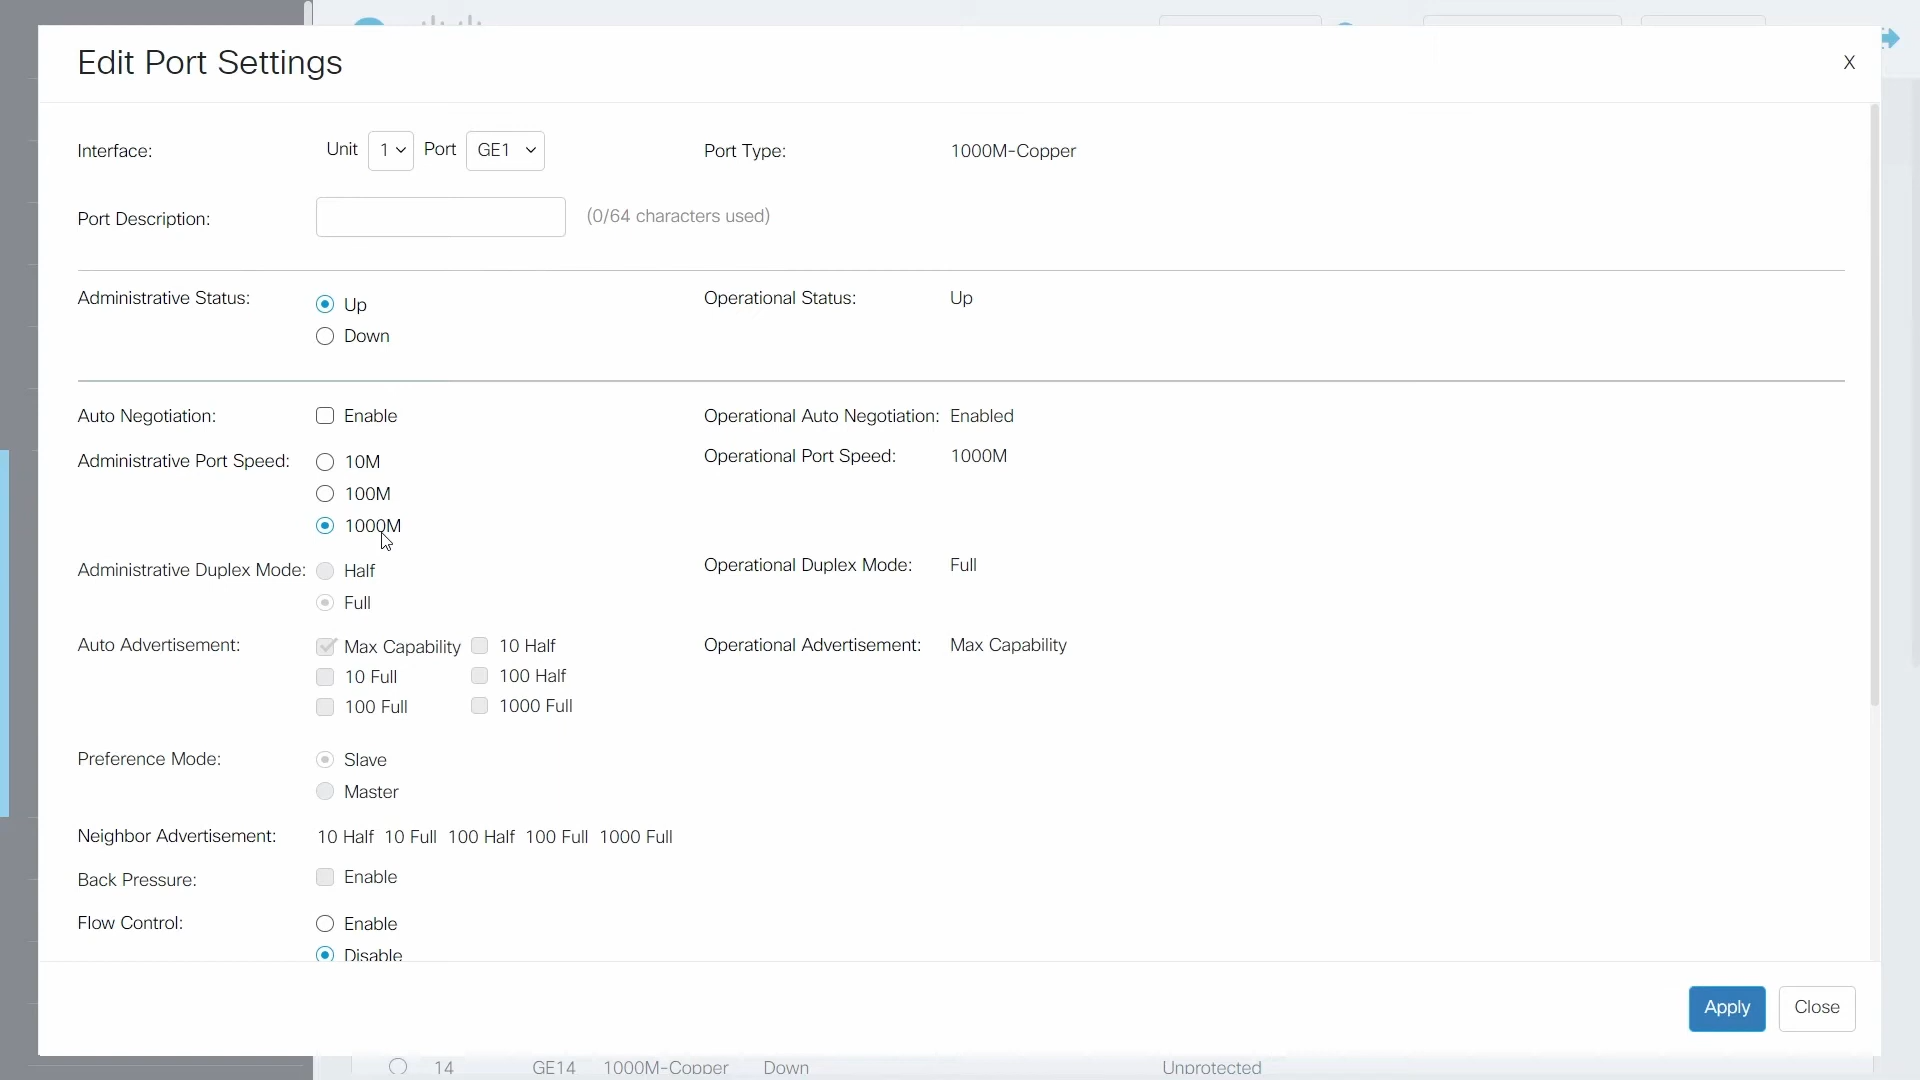 Edit Port Settings
X
Interface: Unit 1 Port GE1 Port Type: 1000M-Copper
Port Description: (0/64 characters used)
Administrative Status: Up Operational Status: Up
Down
Auto Negotiation: Enable Operational Auto Negotiation: Enabled
Administrative Port Speed: 10M Operational Port Speed: 1000M
100M
1000M
Administrative Duplex Mode: Half Operational Duplex Mode: Full
Full
Auto Advertisement: Max Capability 10 Half Operational Advertisement: Max Capability
10 Full 100 Half
100 Full 1000 Full
Preference Mode: Slave
Master
Neighbor Advertisement: 10 Half 10 Full 100 Half 100 Full 1000 Full
Back Pressure: Enable
Flow Control: Enable
Disable
Apply Close
14 GE14 1000M-Copper Down Unprotected